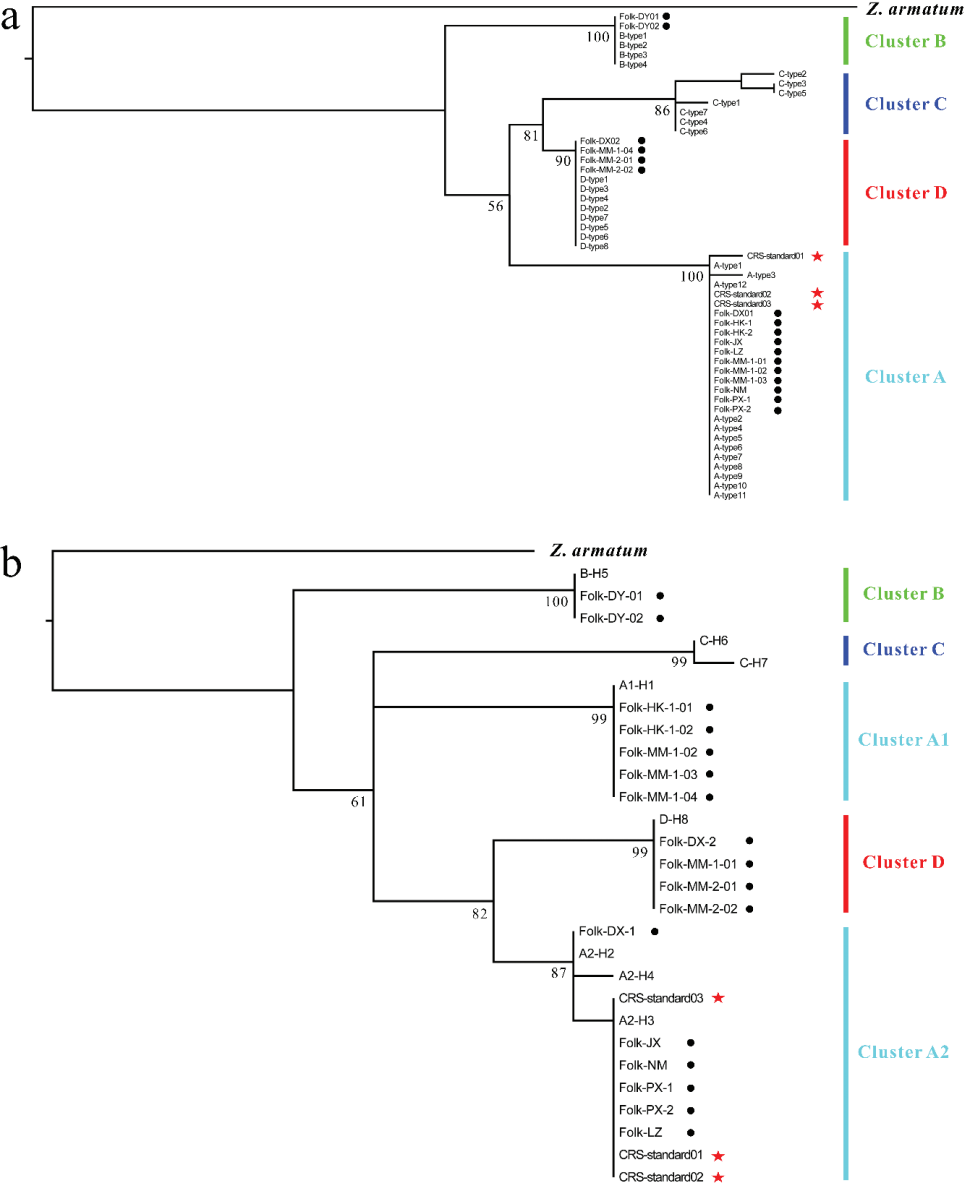 a
Z. armatum
Folk-DY01
Folk-DY02
B-type1
B-type2
B-type3
B-type4
100
Cluster B
C-type2
C-type3
C-type5
C-type1
C-type7
C-type4
C-type6
86
Cluster C
81
Folk-DX02
Folk-MM-1-04
Folk-MM-2-01
Folk-MM-2-02
D-type1
D-type3
D-type4
D-type2
D-type7
D-type5
D-type6
D-type8
90
Cluster D
56
CRS-standard01
A-type1
A-type3
A-type12
CRS-standard02
CRS-standard03
Folk-DX01
Folk-HK-1
Folk-HK-2
Folk-JX
Folk-LZ
Folk-MM-1-01
Folk-MM-1-02
Folk-MM-1-03
Folk-NM
Folk-PX-1
Folk-PX-2
A-type2
A-type4
A-type5
A-type6
A-type7
A-type8
A-type9
A-type10
A-type11
100
Cluster A
b
Z. armatum
B-H5
Folk-DY-01
Folk-DY-02
100
Cluster B
C-H6
C-H7
99
Cluster C
A1-H1
Folk-HK-1-01
Folk-HK-1-02
Folk-MM-1-02
Folk-MM-1-03
Folk-MM-1-04
99
Cluster A1
61
D-H8
Folk-DX-2
Folk-MM-1-01
Folk-MM-2-01
Folk-MM-2-02
99
Cluster D
82
Folk-DX-1
A2-H2
A2-H4
87
CRS-standard03
A2-H3
Folk-JX
Folk-NM
Folk-PX-1
Folk-PX-2
Folk-LZ
CRS-standard01
CRS-standard02
Cluster A2